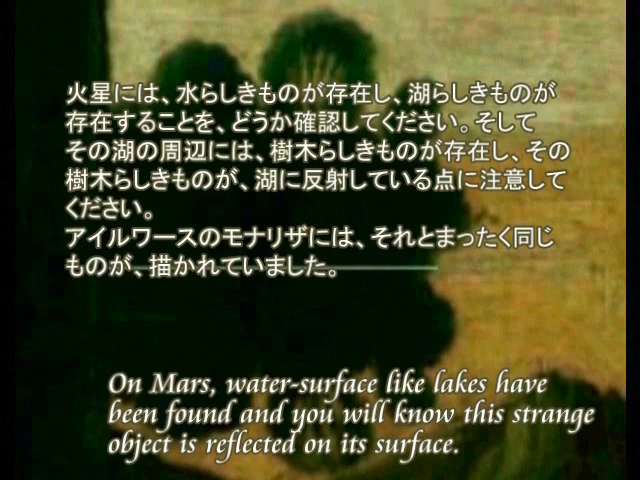 火星には、水らしきものが存在し、湖らしきものが
存在することを、どうか確認してください。そして
その湖の周辺には、樹木らしきものが存在し、その
樹木らしきものが、湖に反射している点に注意して
ください。
アイルワースのモナリザには、それとまったく同じ
ものが、描かれていました。
On Mars, water-surface like lakes have
been found and you will know this strange
object is reflected on its surface.